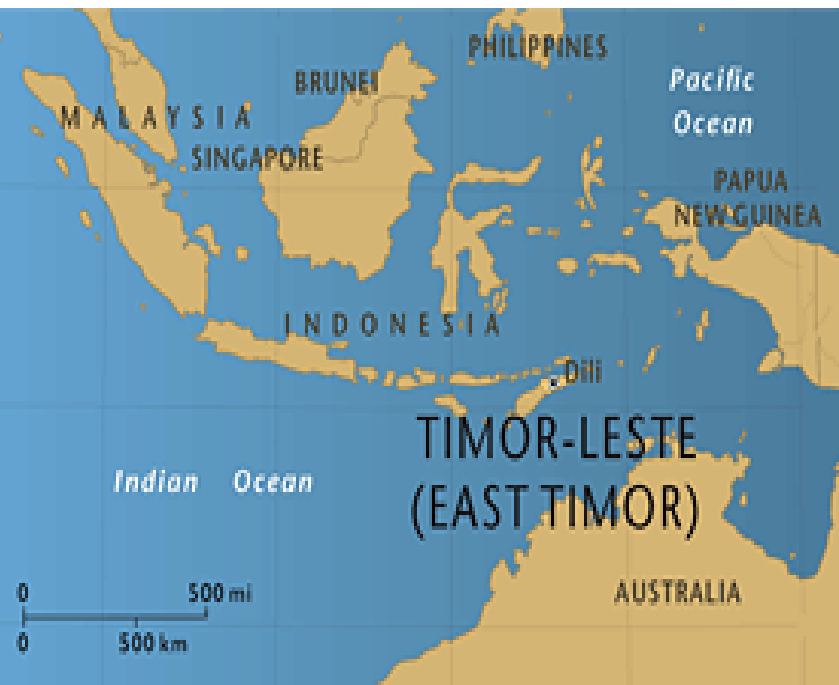 PHILIPPINES
BRUNEI
Pacific
Ocean
MALAYSIA
SINGAPORE
PAPUA
NEW GUINEA
INDONESIA
Dili
TIMOR-LESTE
(EAST TIMOR)
Indian Ocean
AUSTRALIA
0 500 mi
0 500 km